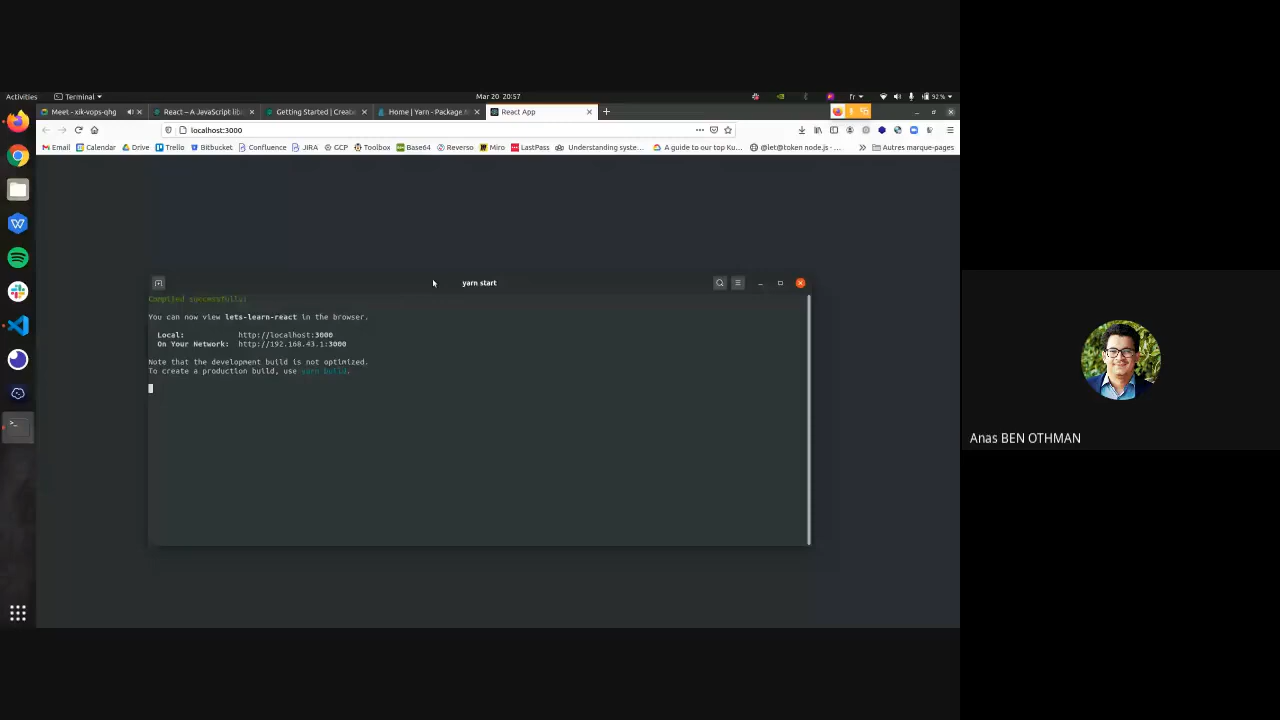 Activities
Terminal
Mar 20 20:57
92 %
Meet - xik-vops-qhg
React – A JavaScript lib
Getting Started | Create
Home | Yarn - Package M
React App
localhost:3000
Email
Calendar
Drive
Trello
Bitbucket
Confluence
JIRA
GCP
Toolbox
Base64
Reverso
Miro
LastPass
Understanding syste...
A guide to our top Ku...
@let@token node.js - ...
Autres marque-pages
yarn start
Compiled successfully!
You can now view lets-learn-react in the browser.
Local: http://localhost:3000
On Your Network: http://192.168.43.1:3000
Note that the development build is not optimized.
To create a production build, use yarn build.
Anas BEN OTHMAN